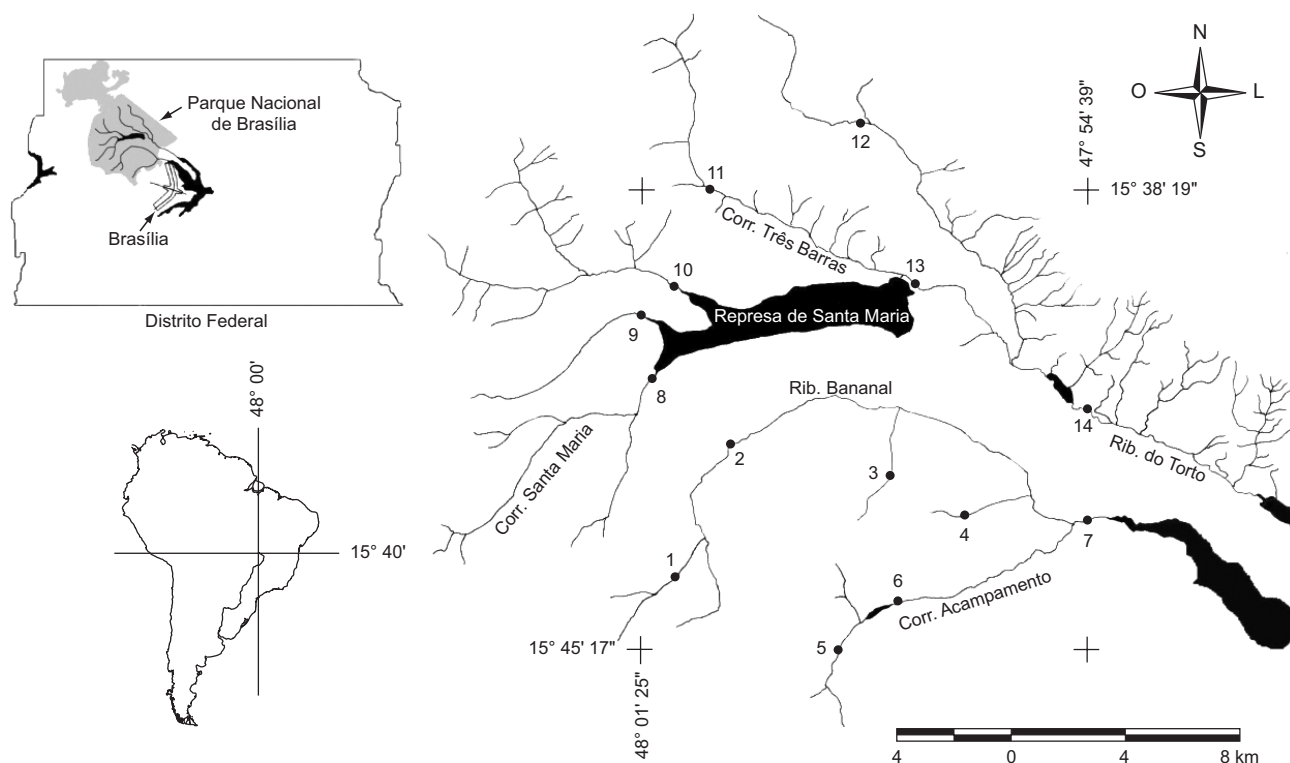 Parque Nacional
de Brasília
Brasília
Distrito Federal
48° 00'
15° 40'
N
O
L
S
47° 54' 39"
15° 38' 19"
12
11
Corr. Três Barras
13
10
Represa de Santa Maria
9
8
Rib. Bananal
14
Rib. do Torto
2
3
Corr. Santa Maria
4
7
1
6
Corr. Acampamento
5
15° 45' 17"
48° 01' 25"
4
0
4
8 km